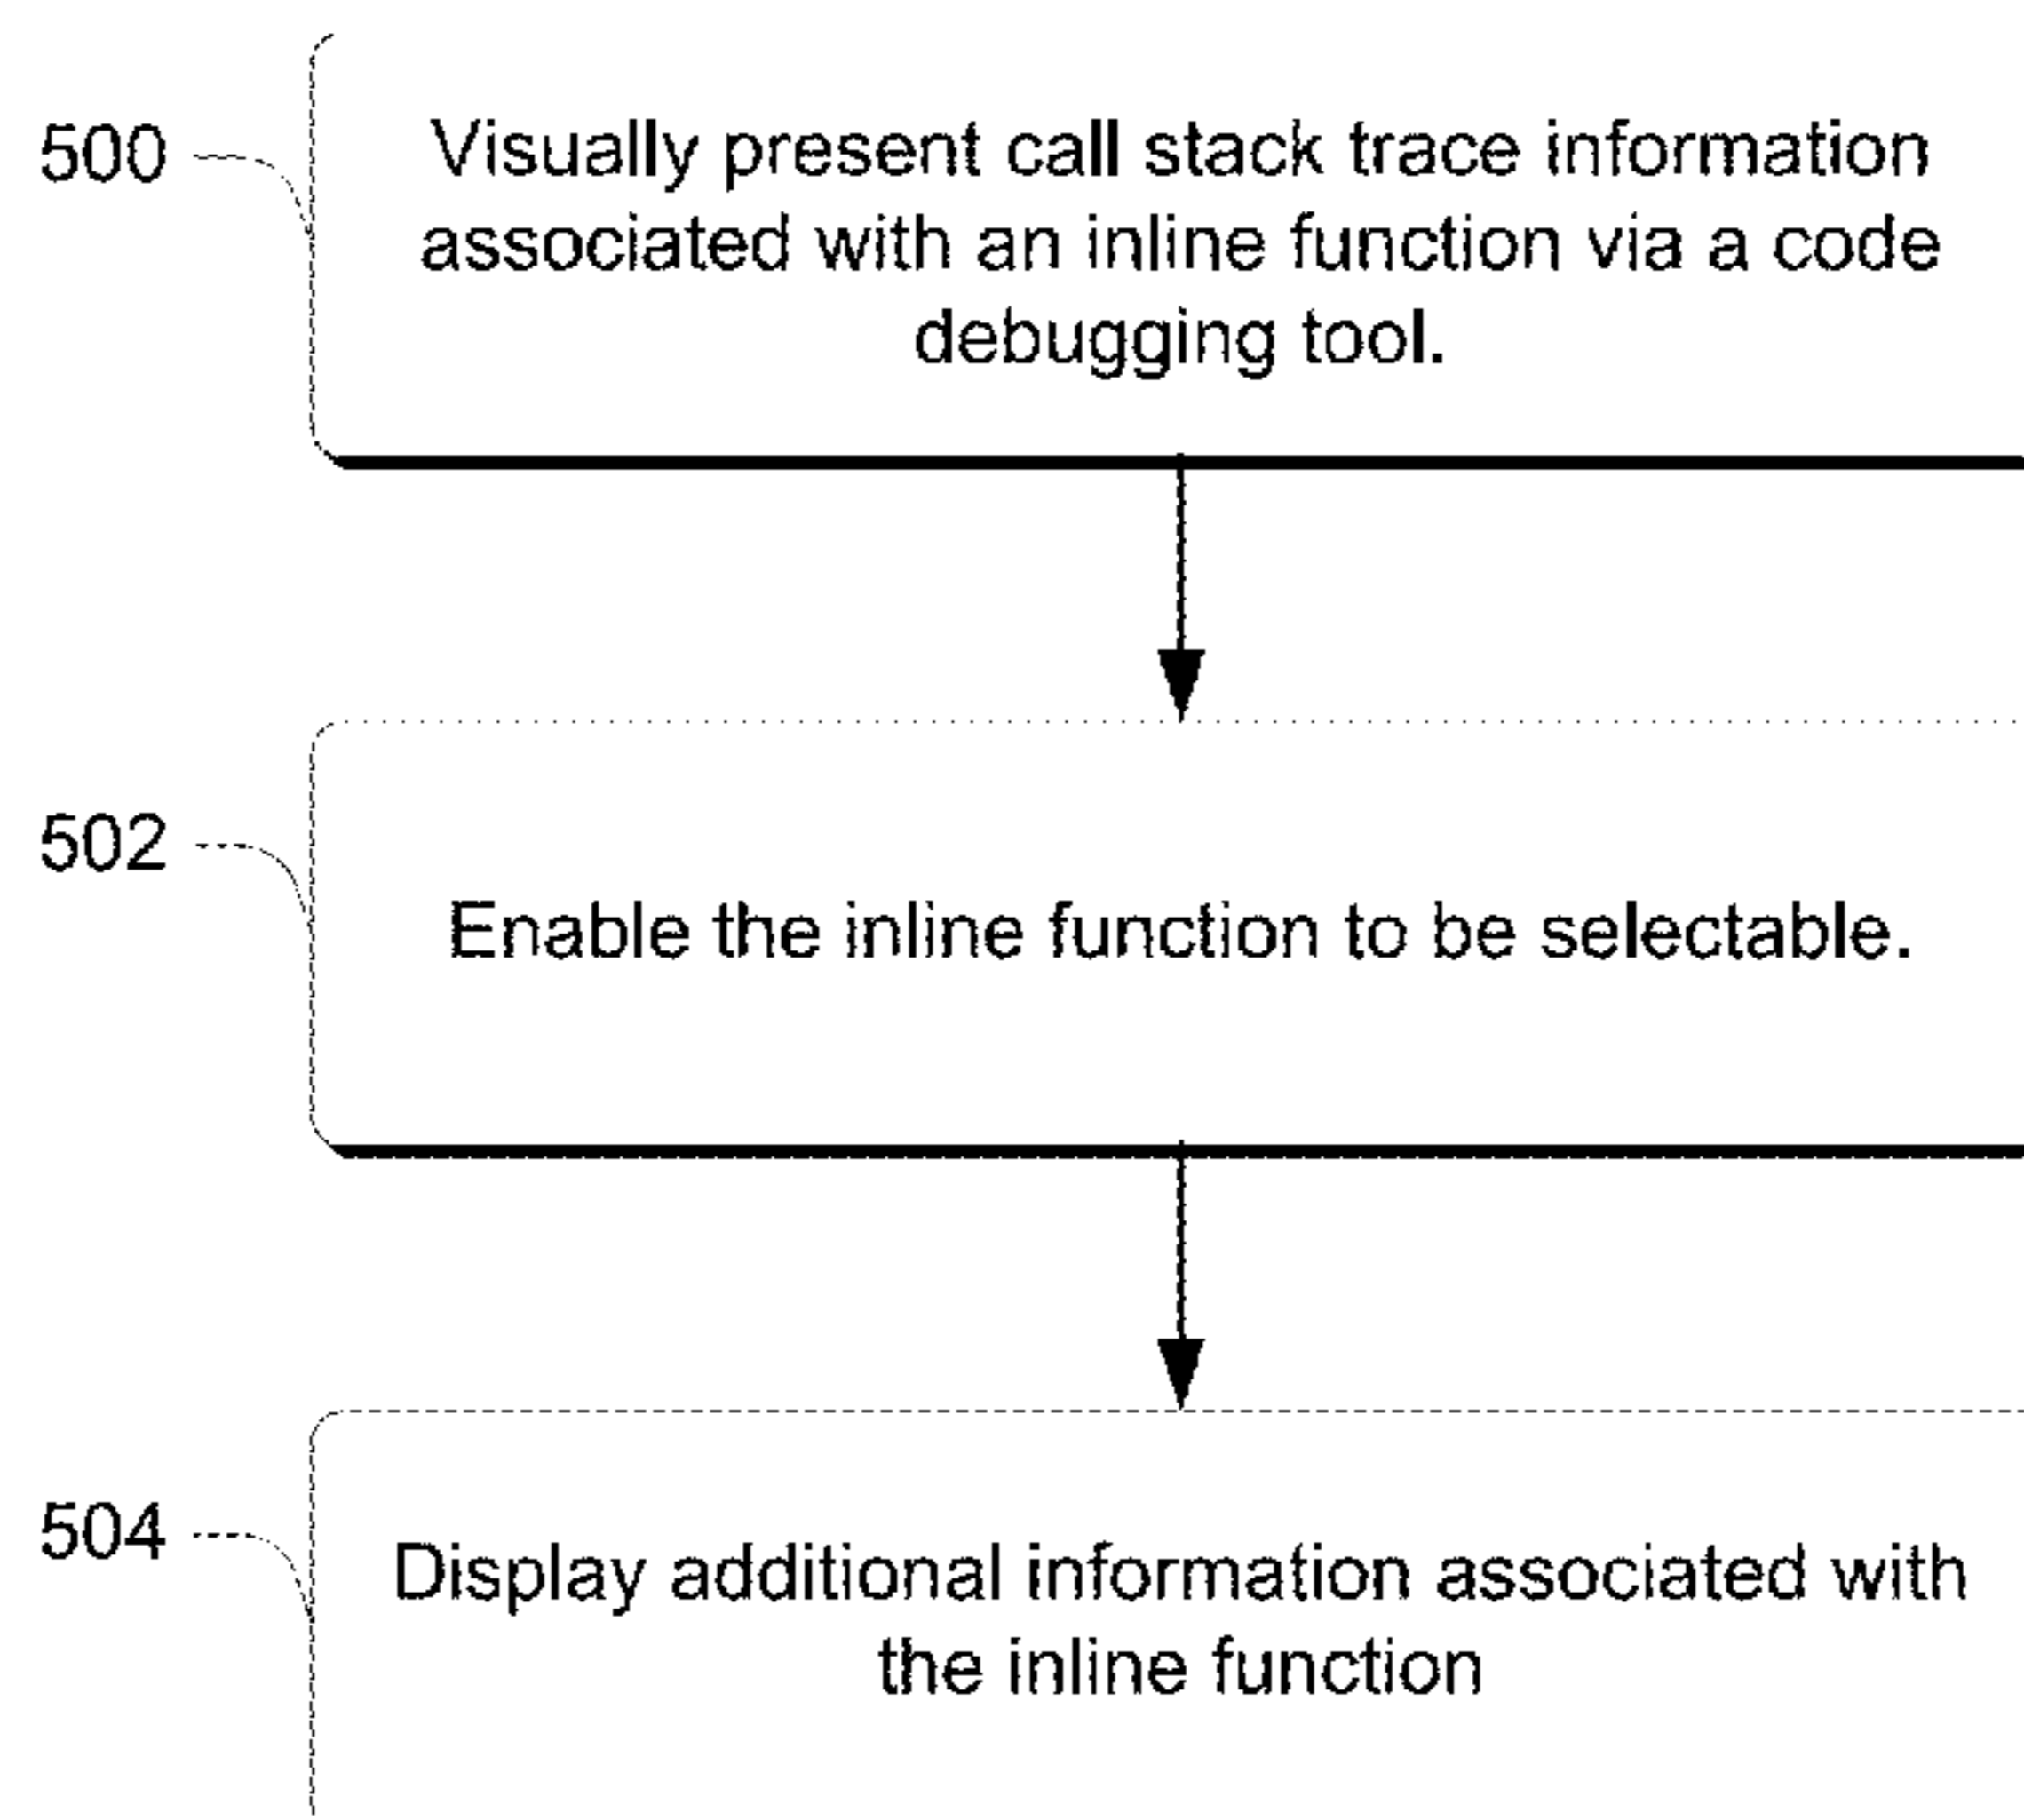 500
Visually present call stack trace information
associated with an inline function via a code
debugging tool.
502
Enable the inline function to be selectable.
504
Display additional information associated with
the inline function